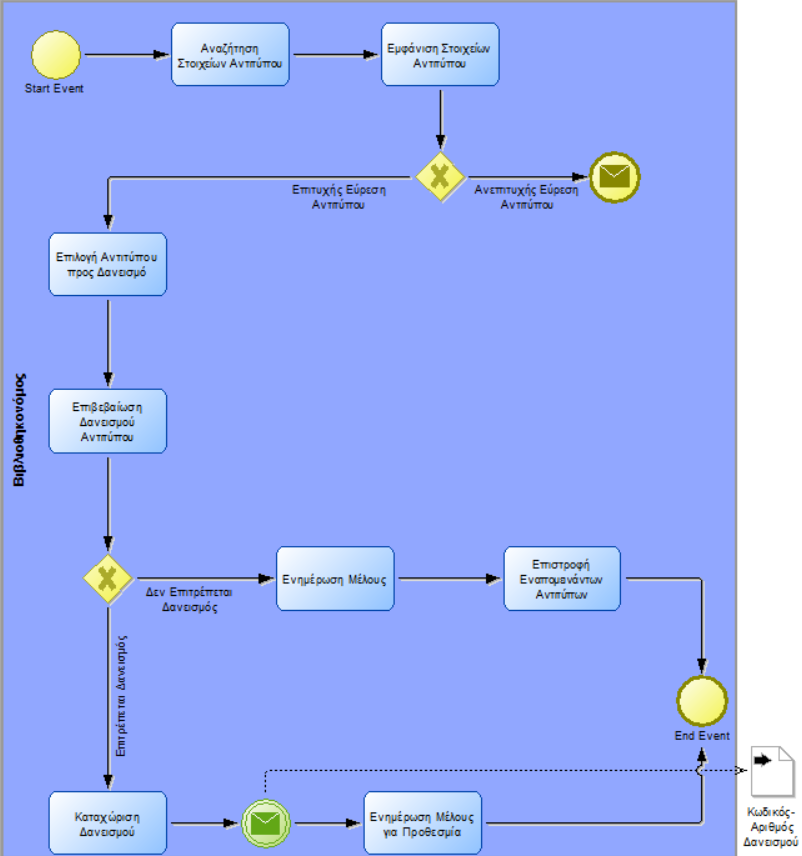 Αναζήτηση
Στοιχείων Αντιτύπου
Εμφάνιση Στοιχείων
Αντιτύπου
Start Event
Επιτυχής Εύρεση
Αντιτύπου
Ανεπιτυχής Εύρεση
Αντιτύπου
Επιλογή Αντιτύπου
προς Δανεισμό
Βιβλιοθηκονόμος
Επιβεβαίωση
Δανεισμού
Αντιτύπου
Δεν Επιτρέπεται
Δανεισμός
Ενημέρωση Μέλους
Επιστροφή
Εναπομενάντων
Αντιτύπων
Επιτρέπεται Δανεισμός
End Event
Καταχώριση
Δανεισμού
Ενημέρωση Μέλους
για Προθεσμία
Κωδικός-
Αριθμός
Δανεισμού